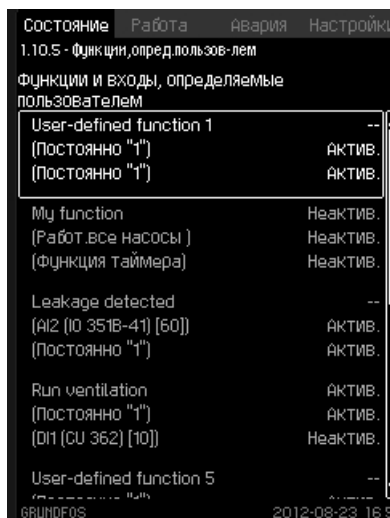 Состояние Работа Авария Настройки
1.10.5 - Функции,опред.пользов-лем
Функции и входы, определяемые
пользователем
User-defined function 1 --
(Постоянно "1") Актив.
(Постоянно "1") Актив.
My function Неактив.
(Работ.все насосы ) Неактив.
(Функция таймера) Неактив.
Leakage detected --
(AI2 (IO 351B-41) [60]) Актив.
(Постоянно "1") Актив.
Run ventilation Актив.
(Постоянно "1") Актив.
(DI1 (CU 362) [10]) Неактив.
User-defined function 5 --
GRUNDFOS 2012-08-23 16:3